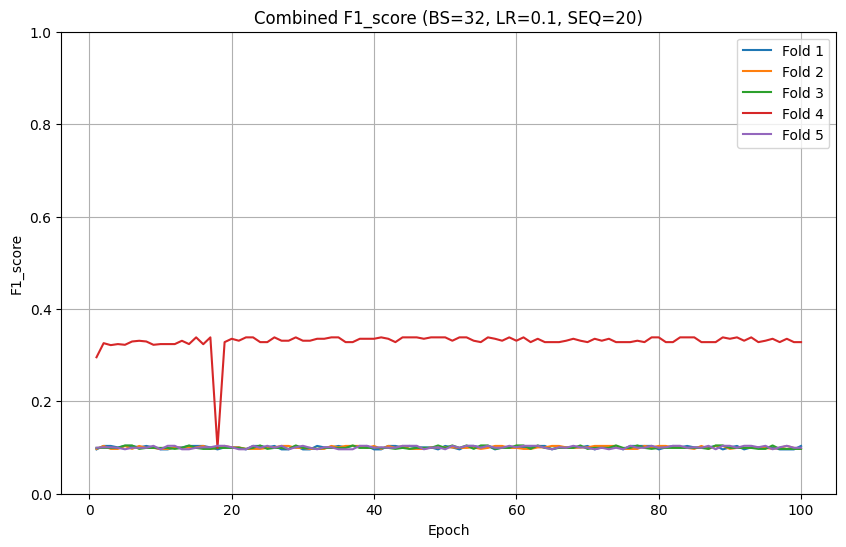 Combined F1_score (BS=32, LR=0.1, SEQ=20)
Fold 1
Fold 2
Fold 3
Fold 4
Fold 5
F1_score
1.0
0.8
0.6
0.4
0.2
0.0
0
20
40
60
80
100
Epoch